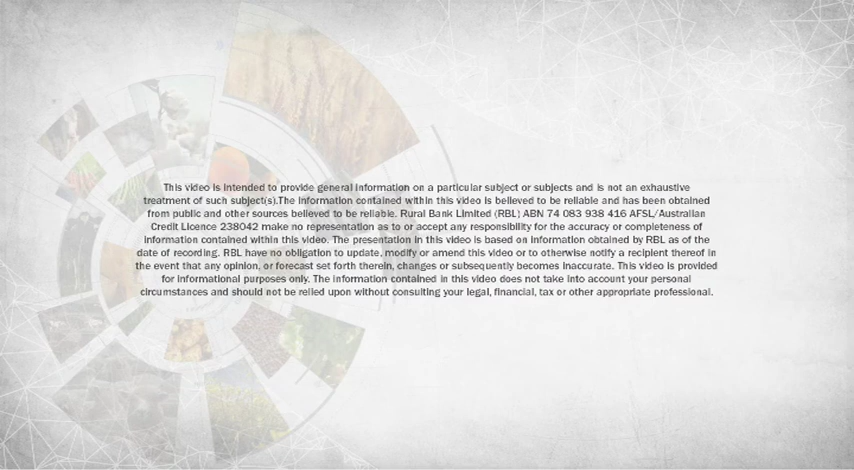 This video is intended to provide general information on a particular subject or subjects and is not an exhaustive
treatment of such subject(s).The information contained within this video is believed to be reliable and has been obtained
from public and other sources believed to be reliable. Rural Bank Limited (RBL) ABN 74 083 938 416 AFSL/Australian
Credit Licence 238042 make no representation as to or accept any responsibility for the accuracy or completeness of
information contained within this video. The presentation in this video is based on information obtained by RBL as of the
date of recording. RBL have no obligation to update, modify or amend this video or to otherwise notify a recipient thereof in
the event that any opinion, or forecast set forth therein, changes or subsequently becomes inaccurate. This video is provided
for informational purposes only. The information contained in this video does not take into account your personal
circumstances and should not be relied upon without consulting your legal, financial, tax or other appropriate professional.